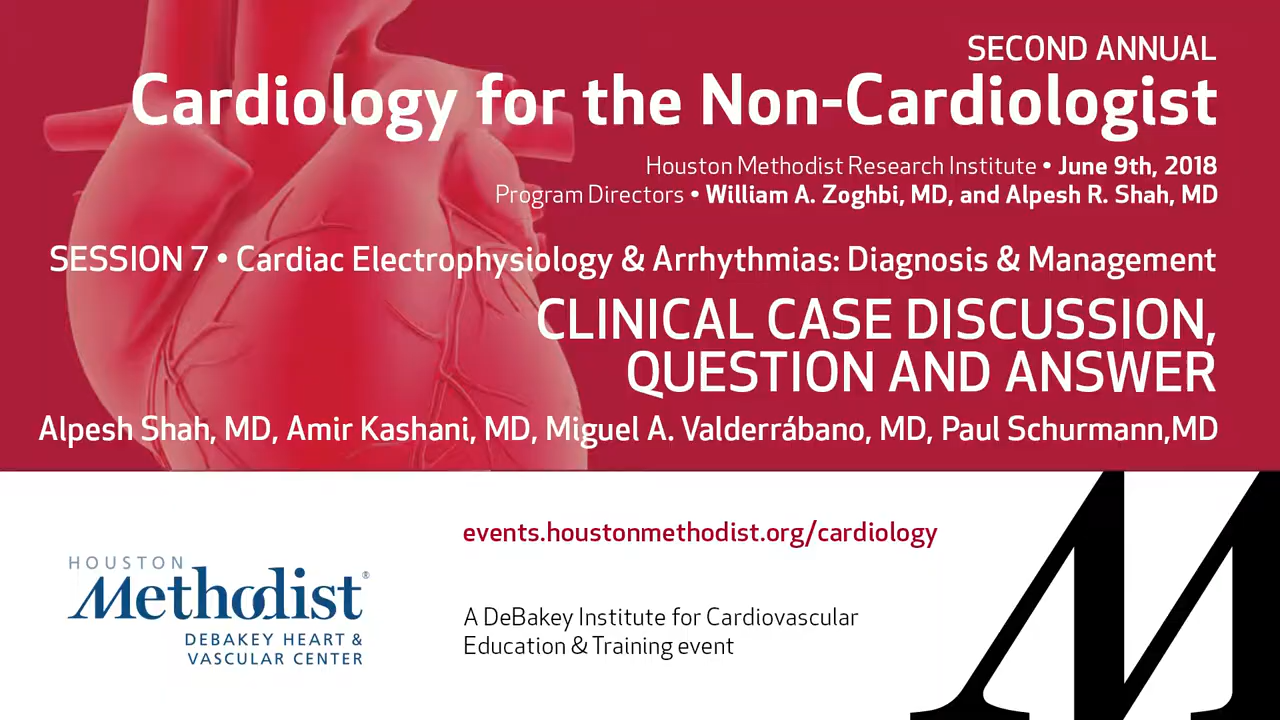 SECOND ANNUAL
Cardiology for the Non-Cardiologist
Houston Methodist Research Institute • June 9th, 2018
Program Directors • William A. Zoghbi, MD, and Alpesh R. Shah, MD
SESSION 7 • Cardiac Electrophysiology & Arrhythmias: Diagnosis & Management
CLINICAL CASE DISCUSSION,
QUESTION AND ANSWER
Alpesh Shah, MD, Amir Kashani, MD, Miguel A. Valderrábano, MD, Paul Schurmann,MD
events.houstonmethodist.org/cardiology
HOUSTON
Methodist®
DEBAKEY HEART &
VASCULAR CENTER
A DeBakey Institute for Cardiovascular
Education & Training event
M